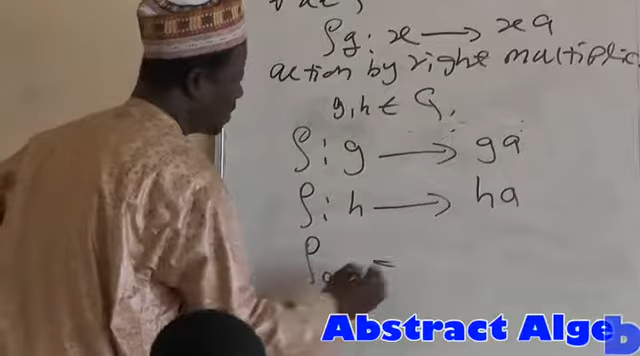 ρg : x → xa
action by right multiplic
g, h ∈ G,
ρ : g → ga
ρ : h → ha
ρ =
Abstract Alge
b